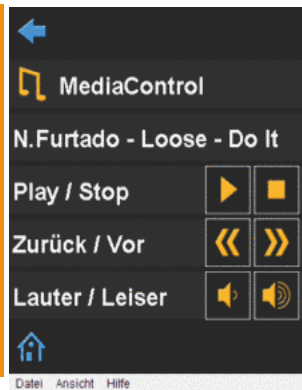 MediaControl
N.Furtado - Loose - Do It
Play / Stop
Zurück / Vor
Lauter / Leiser
Datei Ansicht Hilfe